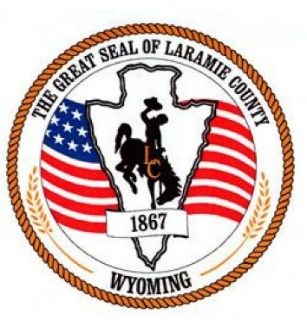 THE GREAT SEAL OF LARAMIE COUNTY
LC
1867
WYOMING